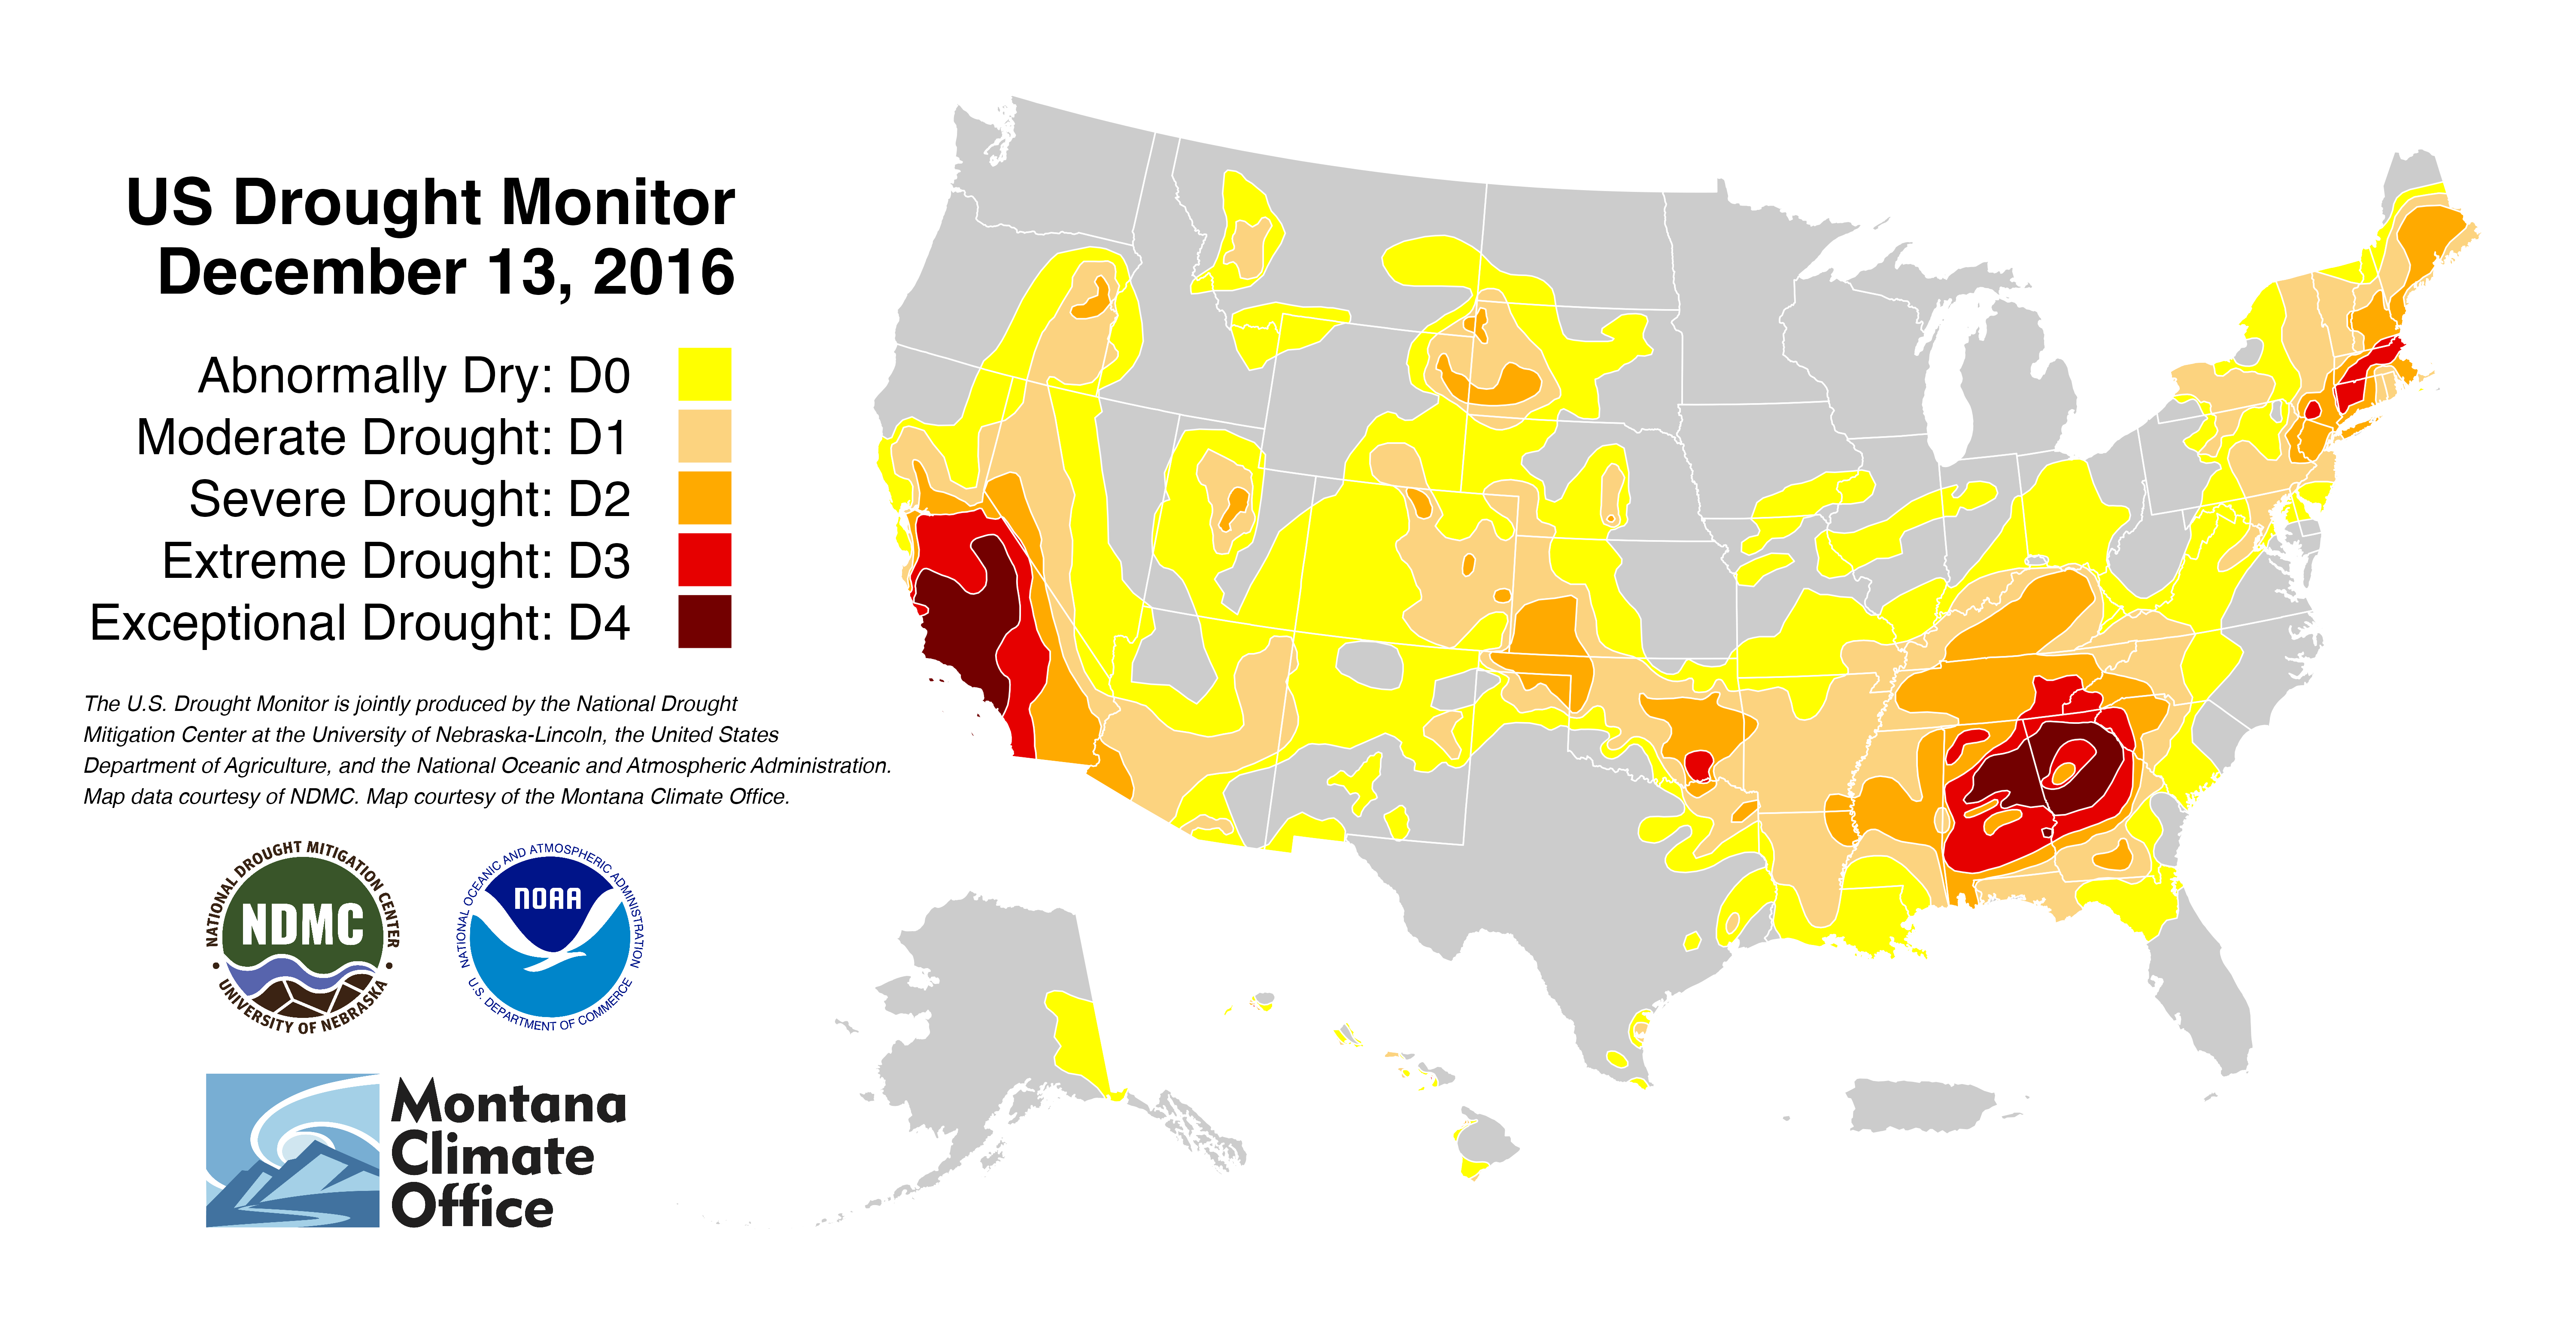 US Drought Monitor
December 13, 2016
Abnormally Dry: D0
Moderate Drought: D1
Severe Drought: D2
Extreme Drought: D3
Exceptional Drought: D4
The U.S. Drought Monitor is jointly produced by the National Drought
Mitigation Center at the University of Nebraska-Lincoln, the United States
Department of Agriculture, and the National Oceanic and Atmospheric Administration.
Map data courtesy of NDMC. Map courtesy of the Montana Climate Office.
NATIONAL DROUGHT MITIGATION CENTER
NDMC
UNIVERSITY OF NEBRASKA
NATIONAL OCEANIC AND ATMOSPHERIC ADMINISTRATION
NOAA
U.S. DEPARTMENT OF COMMERCE
Montana
Climate
Office